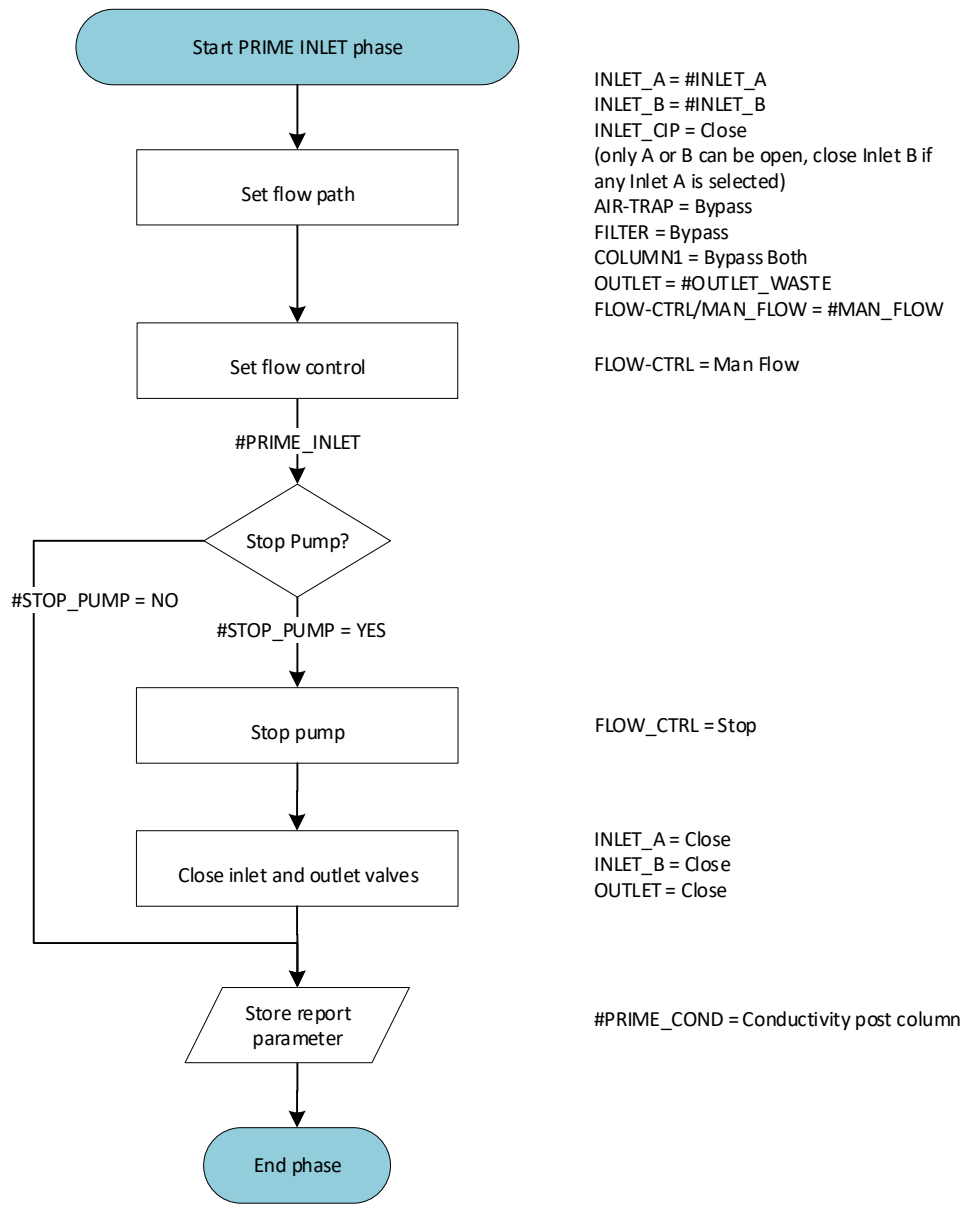 Start PRIME INLET phase
INLET_A = #INLET_A
INLET_B = #INLET_B
INLET_CIP = Close
(only A or B can be open, close Inlet B if
any Inlet A is selected)
AIR-TRAP = Bypass
FILTER = Bypass
COLUMN1 = Bypass Both
OUTLET = #OUTLET_WASTE
FLOW-CTRL/MAN_FLOW = #MAN_FLOW
Set flow path
Set flow control
FLOW-CTRL = Man Flow
#PRIME_INLET
Stop Pump?
#STOP_PUMP = NO
#STOP_PUMP = YES
Stop pump
FLOW_CTRL = Stop
Close inlet and outlet valves
INLET_A = Close
INLET_B = Close
OUTLET = Close
Store report
parameter
#PRIME_COND = Conductivity post column
End phase